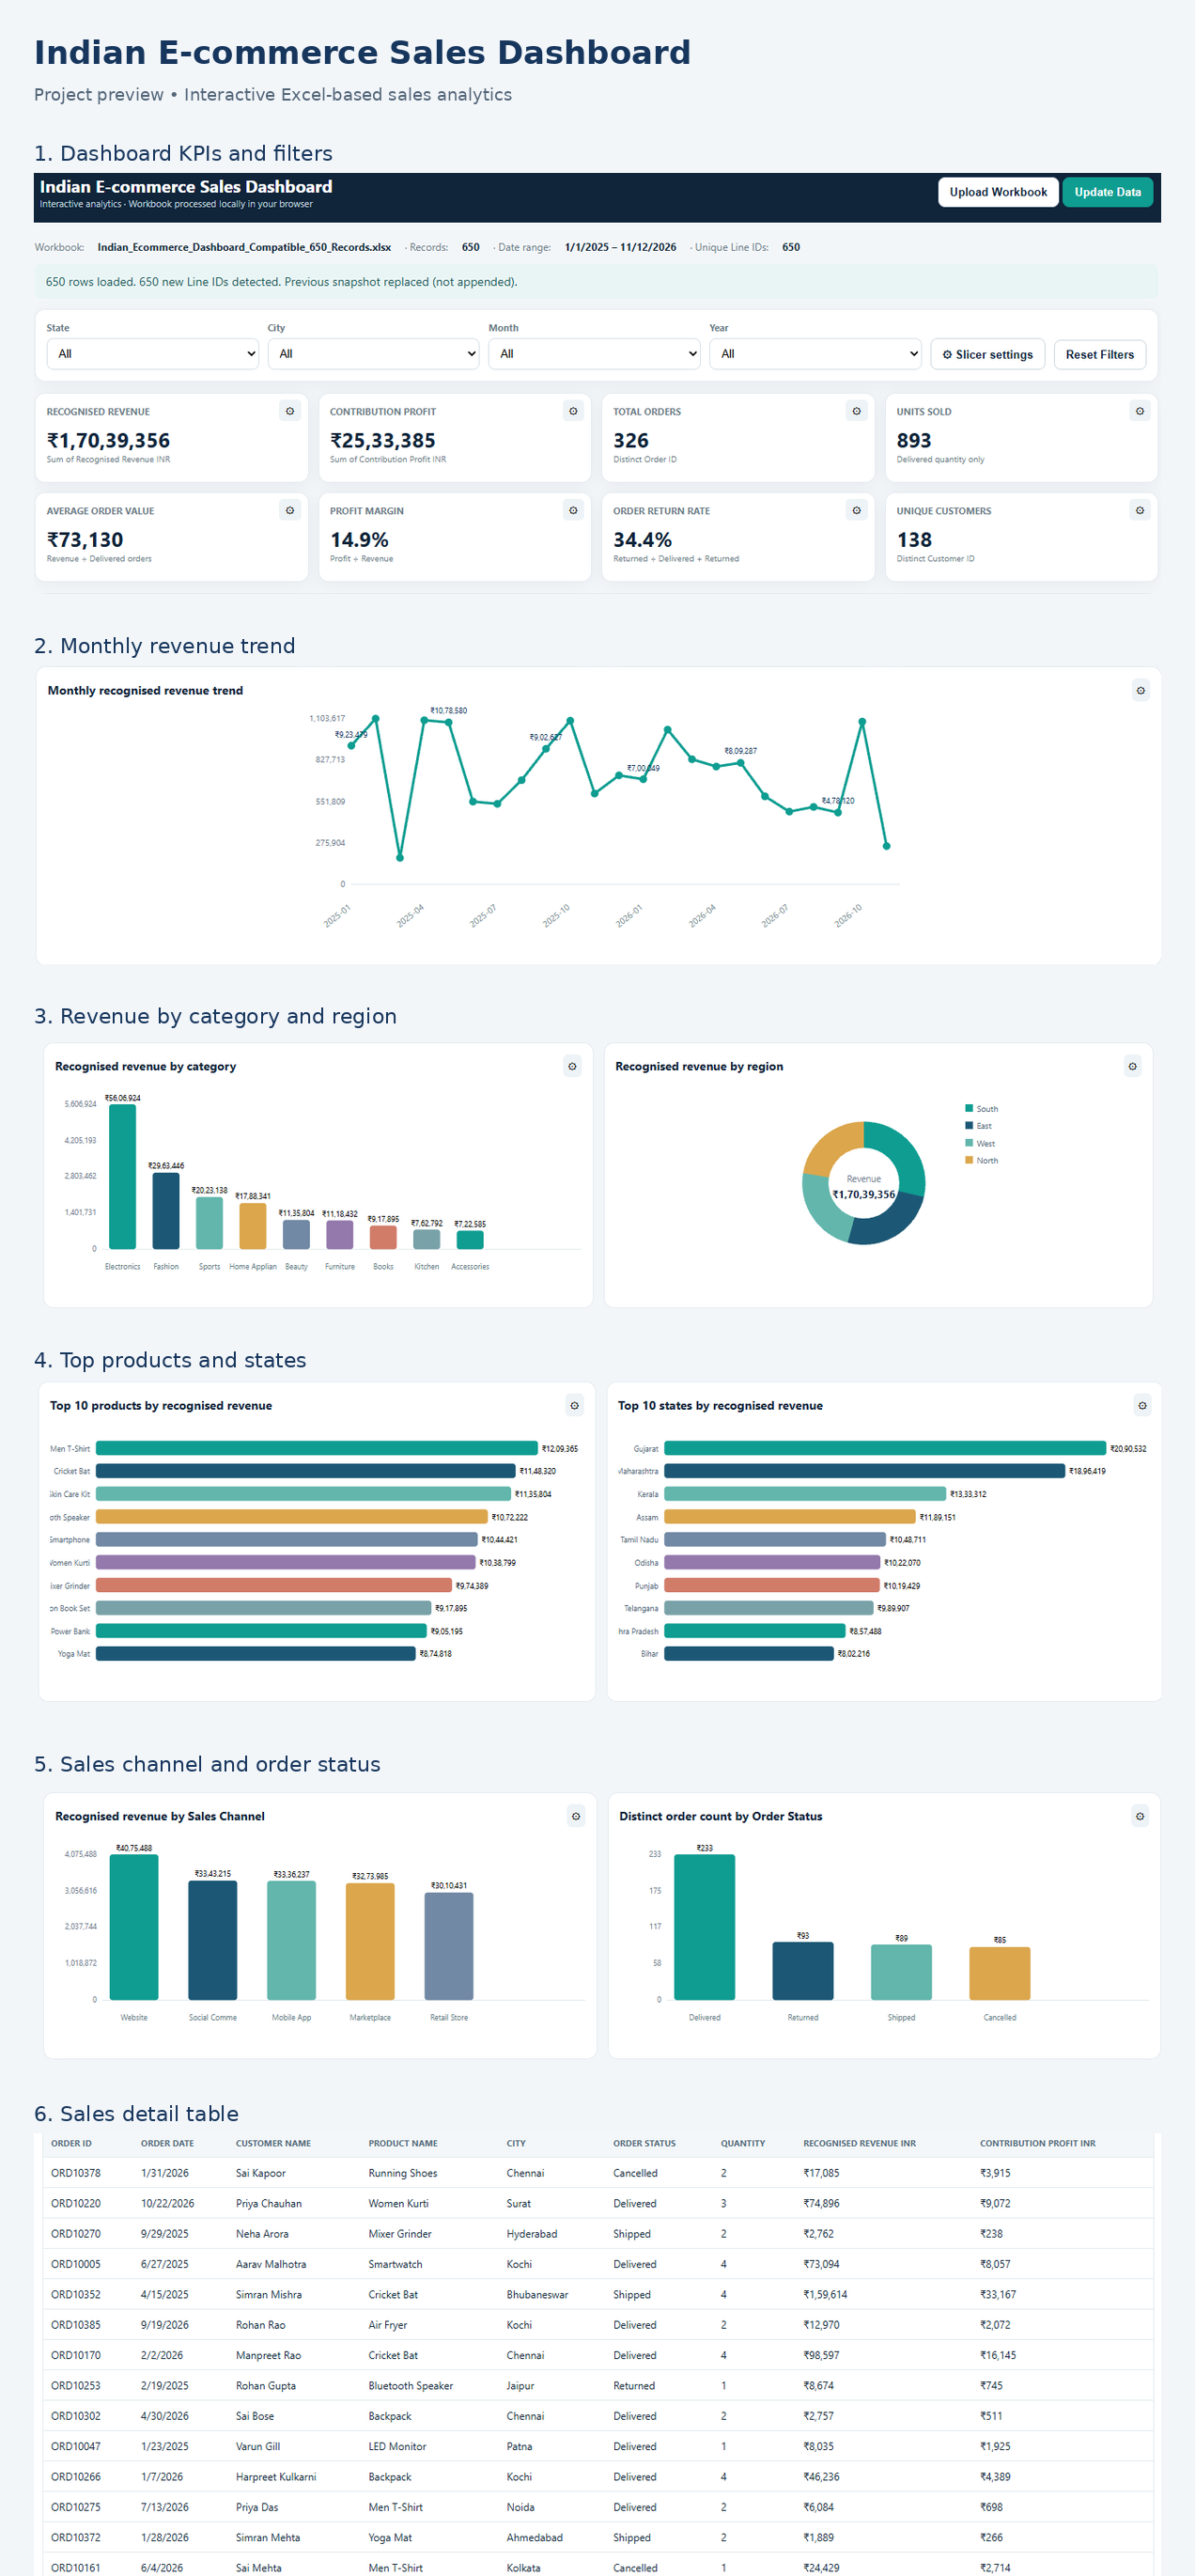 Indian E-commerce Sales Dashboard
Project preview • Interactive Excel-based sales analytics
1. Dashboard KPIs and filters
Indian E-commerce Sales Dashboard
Interactive analytics · Workbook processed locally in your browser
Upload Workbook
Update Data
Workbook: Indian_Ecommerce_Dashboard_Compatible_650_Records.xlsx · Records: 650 · Date range: 1/1/2025 – 11/12/2026 · Unique Line IDs: 650
650 rows loaded. 650 new Line IDs detected. Previous snapshot replaced (not appended).
State City Month Year
All All All All ⚙ Slicer settings Reset Filters
RECOGNISED REVENUE
₹1,70,39,356
Sum of Recognised Revenue INR
CONTRIBUTION PROFIT
₹25,33,385
Sum of Contribution Profit INR
TOTAL ORDERS
326
Distinct Order ID
UNITS SOLD
893
Delivered quantity only
AVERAGE ORDER VALUE
₹73,130
Revenue ÷ Delivered orders
PROFIT MARGIN
14.9%
Profit ÷ Revenue
ORDER RETURN RATE
34.4%
Returned ÷ Delivered + Returned
UNIQUE CUSTOMERS
138
Distinct Customer ID
2. Monthly revenue trend
Monthly recognised revenue trend
1,103,617
827,713
551,809
275,904
0
₹9,23,479
₹10,78,580
₹9,02,627
₹7,00,049
₹8,09,287
₹4,78,120
2025-01 2025-04 2025-07 2025-10 2026-01 2026-04 2026-07 2026-10
3. Revenue by category and region
Recognised revenue by category
5,606,924
4,205,193
2,803,462
1,401,731
0
₹56,06,924
₹29,63,446
₹20,23,138
₹17,88,341
₹11,35,804
₹11,18,432
₹9,17,895
₹7,62,792
₹7,22,585
Electronics Fashion Sports Home Applian Beauty Furniture Books Kitchen Accessories
Recognised revenue by region
Revenue
₹1,70,39,356
South
East
West
North
4. Top products and states
Top 10 products by recognised revenue
Men T-Shirt ₹12,09,365
Cricket Bat ₹11,48,320
Skin Care Kit ₹11,35,804
oth Speaker ₹10,72,222
Smartphone ₹10,44,421
Women Kurti ₹10,38,799
ixer Grinder ₹9,74,389
on Book Set ₹9,17,895
Power Bank ₹9,05,195
Yoga Mat ₹8,74,818
Top 10 states by recognised revenue
Gujarat ₹20,90,532
Maharashtra ₹18,96,419
Kerala ₹13,33,312
Assam ₹11,89,151
Tamil Nadu ₹10,48,711
Odisha ₹10,22,070
Punjab ₹10,19,429
Telangana ₹9,89,907
hra Pradesh ₹8,57,488
Bihar ₹8,02,216
5. Sales channel and order status
Recognised revenue by Sales Channel
4,075,488
3,056,616
2,037,744
1,018,872
0
₹40,75,488
₹33,43,215
₹33,36,237
₹32,73,985
₹30,10,431
Website Social Comme Mobile App Marketplace Retail Store
Distinct order count by Order Status
233
175
117
58
0
₹233
₹93
₹89
₹85
Delivered Returned Shipped Cancelled
6. Sales detail table
ORDER ID ORDER DATE CUSTOMER NAME PRODUCT NAME CITY ORDER STATUS QUANTITY RECOGNISED REVENUE INR CONTRIBUTION PROFIT INR
ORD10378 1/31/2026 Sai Kapoor Running Shoes Chennai Cancelled 2 ₹17,085 ₹3,915
ORD10220 10/22/2026 Priya Chauhan Women Kurti Surat Delivered 3 ₹74,896 ₹9,072
ORD10270 9/29/2025 Neha Arora Mixer Grinder Hyderabad Shipped 2 ₹2,762 ₹238
ORD10005 6/27/2025 Aarav Malhotra Smartwatch Kochi Delivered 4 ₹73,094 ₹8,057
ORD10352 4/15/2025 Simran Mishra Cricket Bat Bhubaneswar Shipped 4 ₹1,59,614 ₹33,167
ORD10385 9/19/2026 Rohan Rao Air Fryer Kochi Delivered 2 ₹12,970 ₹2,072
ORD10170 2/2/2026 Manpreet Rao Cricket Bat Chennai Delivered 4 ₹98,597 ₹16,145
ORD10253 2/19/2025 Rohan Gupta Bluetooth Speaker Jaipur Returned 1 ₹8,674 ₹745
ORD10302 4/30/2026 Sai Bose Backpack Chennai Delivered 2 ₹2,757 ₹511
ORD10047 1/23/2025 Varun Gill LED Monitor Patna Delivered 1 ₹8,035 ₹1,925
ORD10266 1/7/2026 Harpreet Kulkarni Backpack Kochi Delivered 4 ₹46,236 ₹4,389
ORD10275 7/13/2026 Priya Das Men T-Shirt Noida Delivered 2 ₹6,084 ₹698
ORD10372 1/28/2026 Simran Mehta Yoga Mat Ahmedabad Shipped 2 ₹1,889 ₹266
ORD10161 6/4/2026 Sai Mehta Men T-Shirt Kolkata Cancelled 1 ₹24,429 ₹2,714